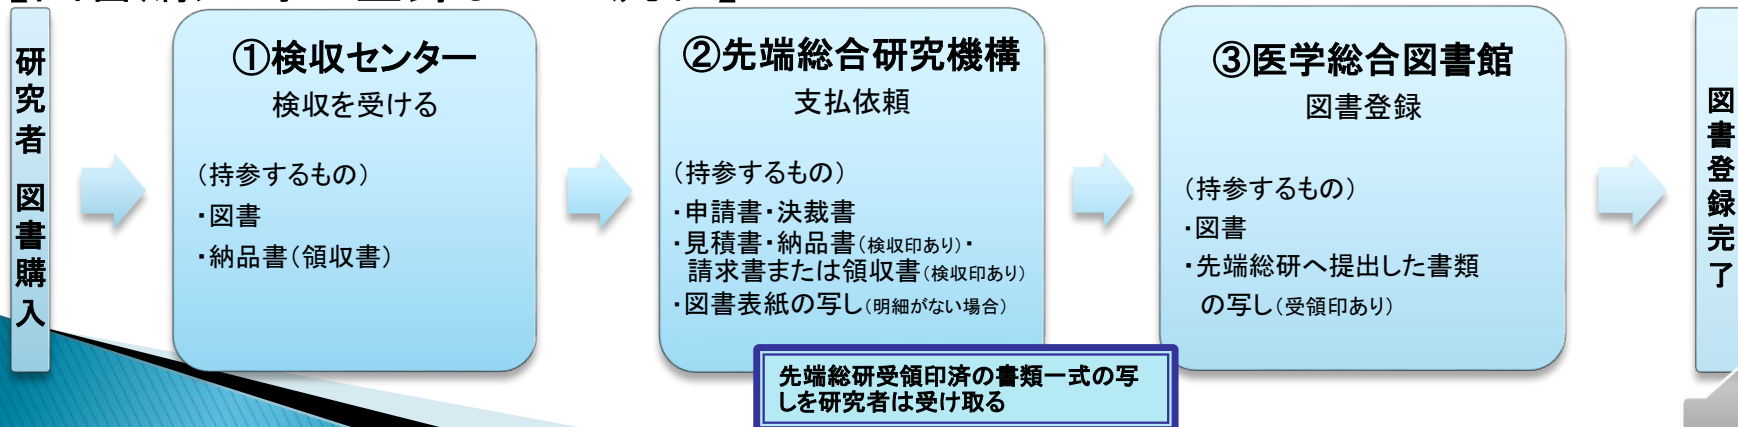 研究者 図書購入
①検収センター
検収を受ける
（持参するもの）
・図書
・納品書（領収書）
②先端総合研究機構
支払依頼
（持参するもの）
・申請書・決裁書
・見積書・納品書（検収印あり）・
請求書または領収書（検収印あり）
・図書表紙の写し（明細がない場合）
先端総研受領印済の書類一式の写
しを研究者は受け取る
③医学総合図書館
図書登録
（持参するもの）
・図書
・先端総研へ提出した書類
の写し（受領印あり）
図書登録完了